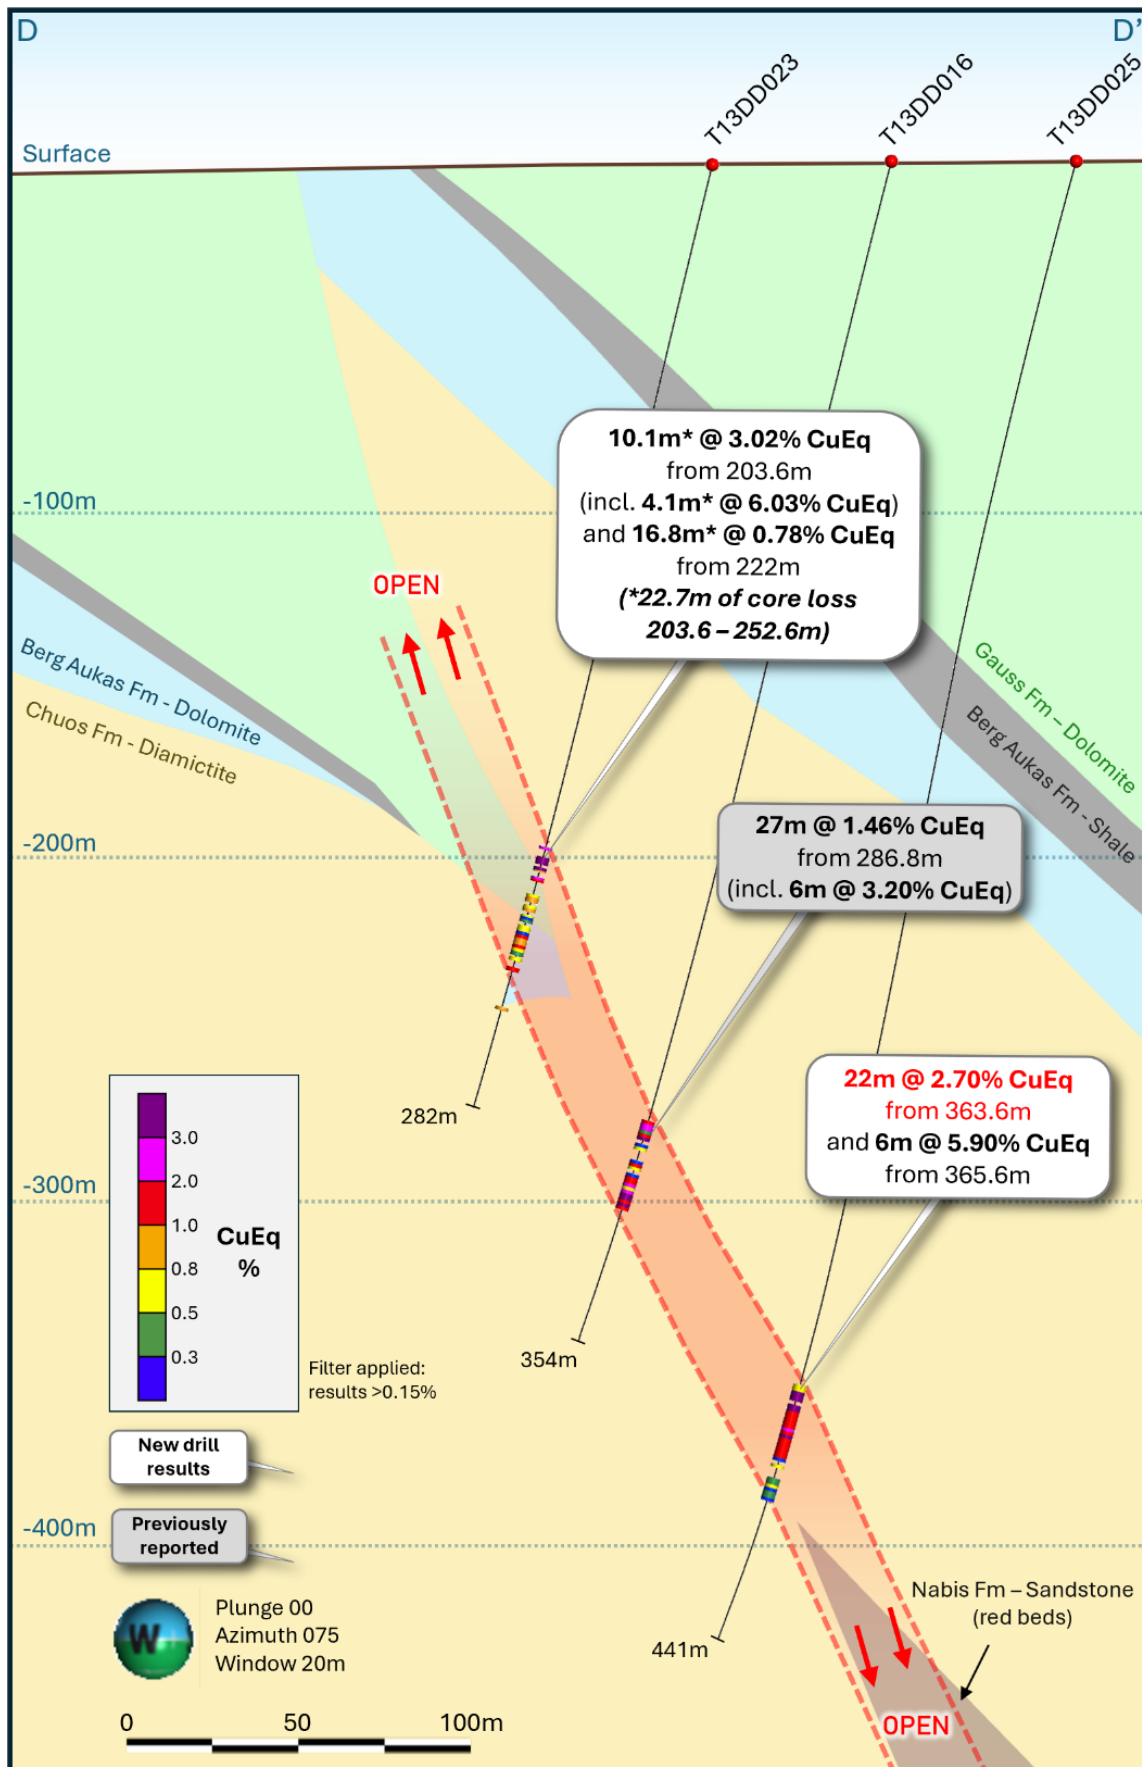 D
D'
T13DD023
T13DD016
T13DD025
Surface
10.1m* @ 3.02% CuEq
from 203.6m
(incl. 4.1m* @ 6.03% CuEq)
and 16.8m* @ 0.78% CuEq
from 222m
(*22.7m of core loss
203.6 – 252.6m)
-100m
OPEN
Berg Aukas Fm - Dolomite
Chuos Fm - Diamictite
Gauss Fm – Dolomite
Berg Aukas Fm - Shale
-200m
27m @ 1.46% CuEq
from 286.8m
(incl. 6m @ 3.20% CuEq)
22m @ 2.70% CuEq
from 363.6m
and 6m @ 5.90% CuEq
from 365.6m
282m
-300m
3.0
2.0
1.0
0.8
0.5
0.3
CuEq
%
Filter applied:
results >0.15%
354m
New drill
results
Previously
reported
-400m
W
Plunge 00
Azimuth 075
Window 20m
441m
Nabis Fm – Sandstone
(red beds)
OPEN
0
50
100m